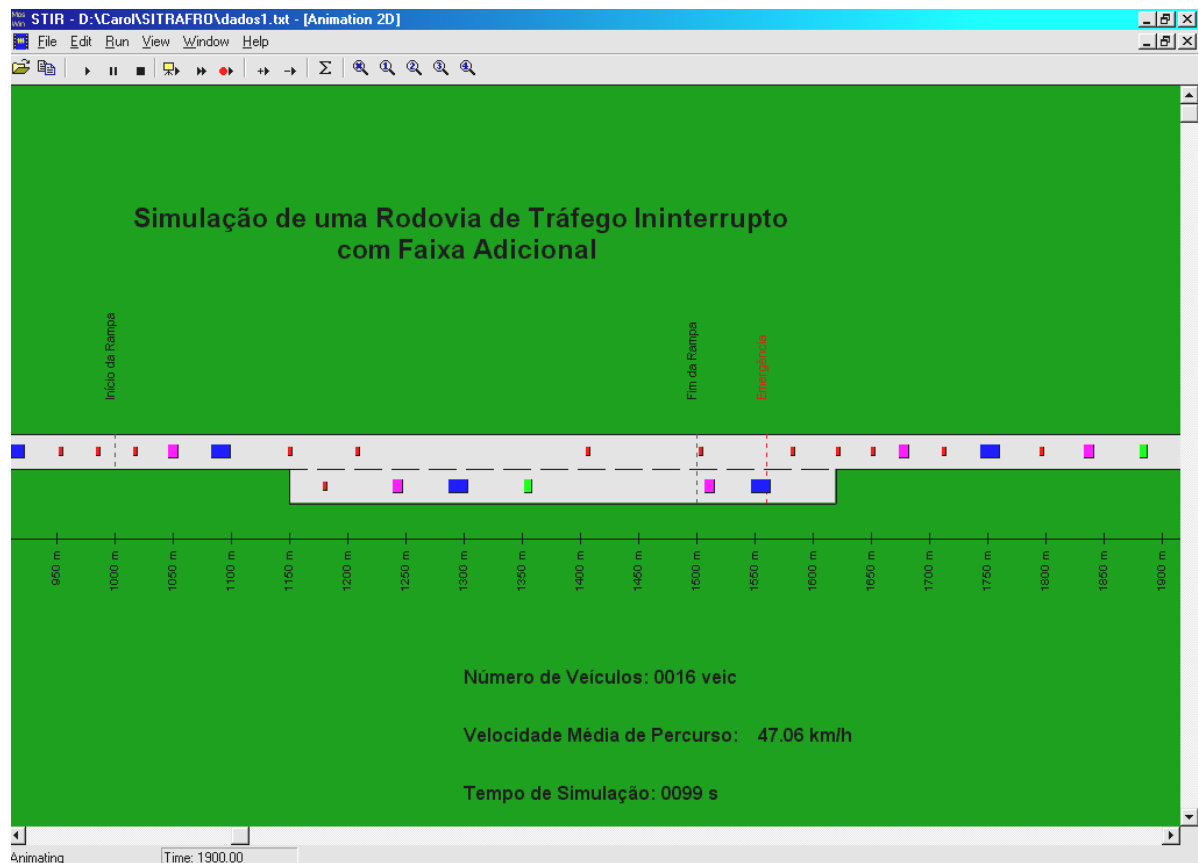 STIR - D:\Carol\SITRAFRO\dados1.txt - [Animation 2D]
File Edit Run View Window Help
Simulação de uma Rodovia de Tráfego Ininterrupto
com Faixa Adicional
Início da Rampa
Fim da Rampa
Emergência
950 m
1000 m
1050 m
1100 m
1150 m
1200 m
1250 m
1300 m
1350 m
1400 m
1450 m
1500 m
1550 m
1600 m
1650 m
1700 m
1750 m
1800 m
1850 m
1900 m
Número de Veículos: 0016 veic
Velocidade Média de Percurso: 47.06 km/h
Tempo de Simulação: 0099 s
Animating Time: 1900.00